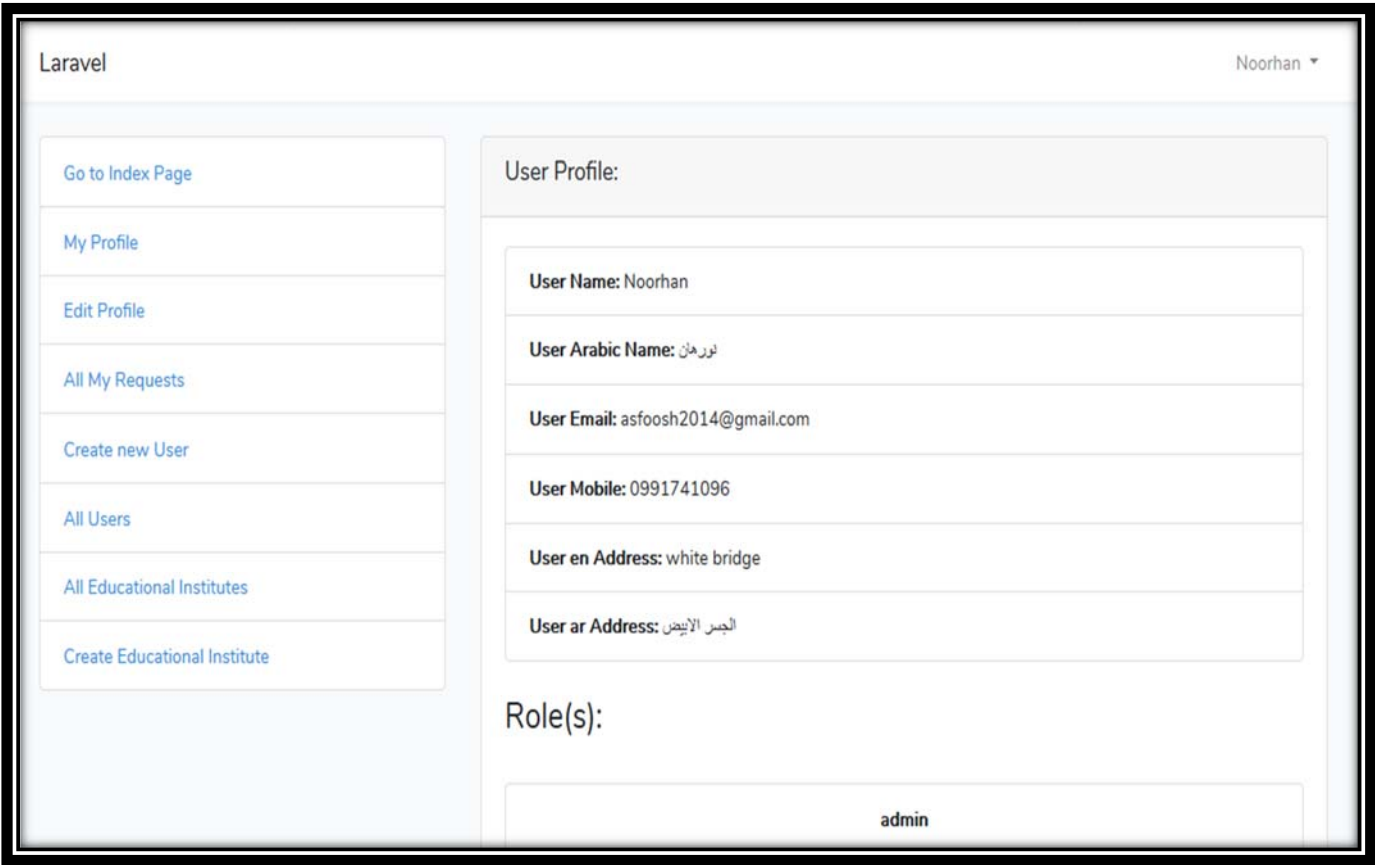 Laravel
Noorhan
Go to Index Page
My Profile
Edit Profile
All My Requests
Create new User
All Users
All Educational Institutes
Create Educational Institute
User Profile:
User Name: Noorhan
User Arabic Name: نورهان
User Email: asfoosh2014@gmail.com
User Mobile: 0991741096
User en Address: white bridge
User ar Address: الجسر الابيض
Role(s):
admin